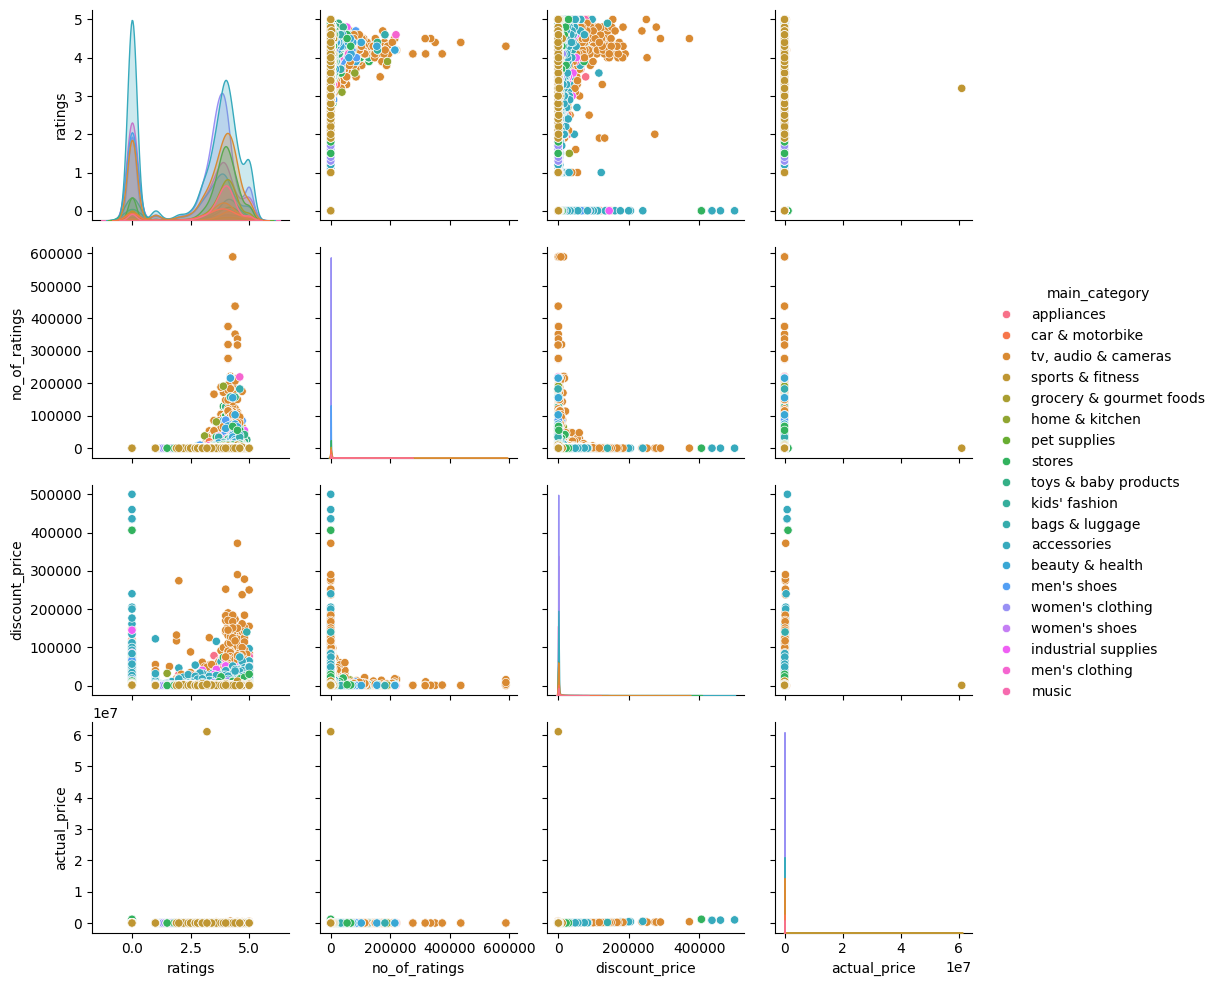 5
4
3
2
1
0
ratings
600000
500000
400000
300000
200000
100000
0
no_of_ratings
500000
400000
300000
200000
100000
0
discount_price
1e7
6
5
4
3
2
1
0
actual_price
0.0 2.5 5.0
ratings
0 200000 400000 600000
no_of_ratings
0 200000 400000
discount_price
0 2 4 6
1e7
actual_price
main_category
appliances
car & motorbike
tv, audio & cameras
sports & fitness
grocery & gourmet foods
home & kitchen
pet supplies
stores
toys & baby products
kids' fashion
bags & luggage
accessories
beauty & health
men's shoes
women's clothing
women's shoes
industrial supplies
men's clothing
music